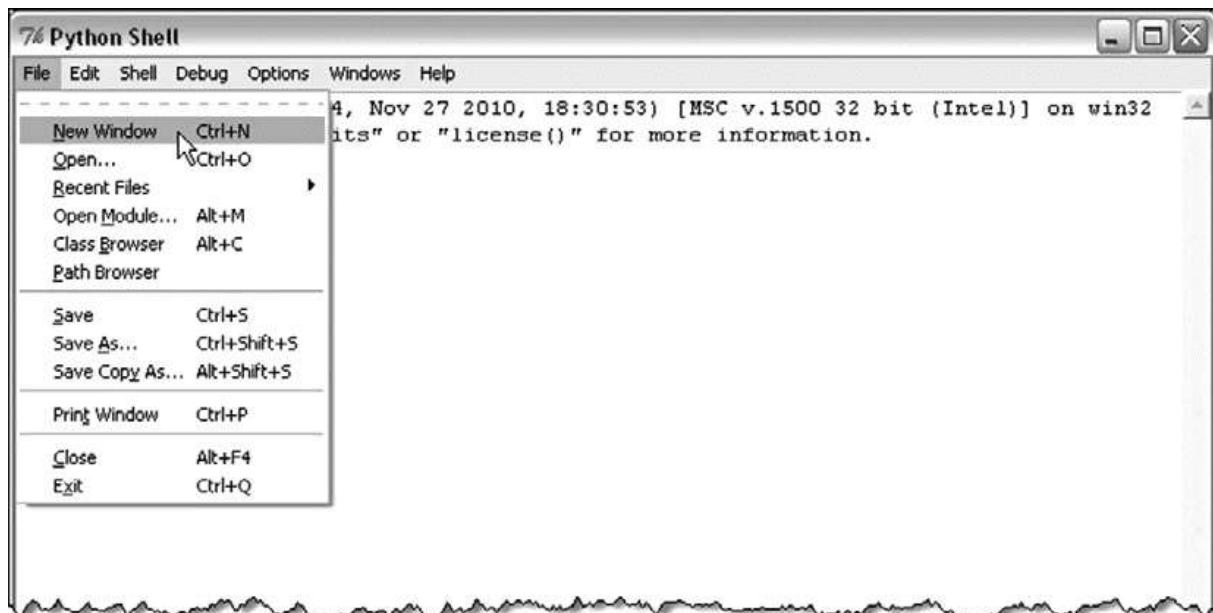 76 Python Shell
File Edit Shell Debug Options Windows Help
4, Nov 27 2010, 18:30:53) [MSC v.1500 32 bit (Intel)] on win32
its" or "license()" for more information.
New Window Ctrl+N
Open... Ctrl+O
Recent Files
Open Module... Alt+M
Class Browser Alt+C
Path Browser
Save Ctrl+S
Save As... Ctrl+Shift+S
Save Copy As... Alt+Shift+S
Print Window Ctrl+P
Close Alt+F4
Exit Ctrl+Q